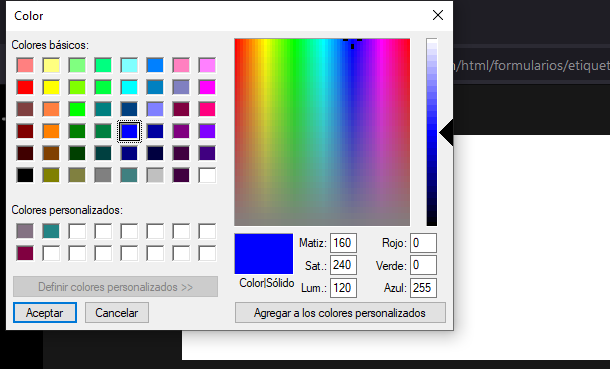 Color
Colores básicos:
a/html/formularios/etiquet
Colores personalizados:
Definir colores personalizados >>
Aceptar
Cancelar
Color|Sólido
Matiz: 160
Sat.: 240
Lum.: 120
Rojo: 0
Verde: 0
Azul: 255
Agregar a los colores personalizados